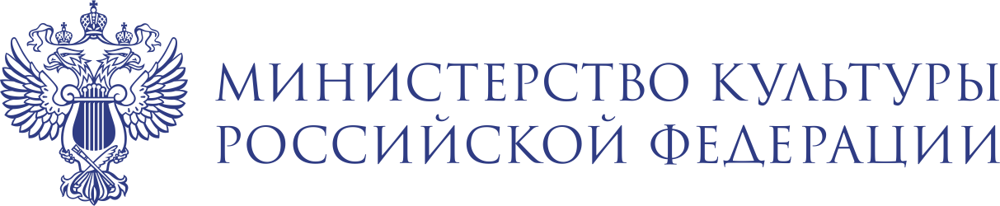 МИНИСТЕРСТВО КУЛЬТУРЫ
РОССИЙСКОЙ ФЕДЕРАЦИИ